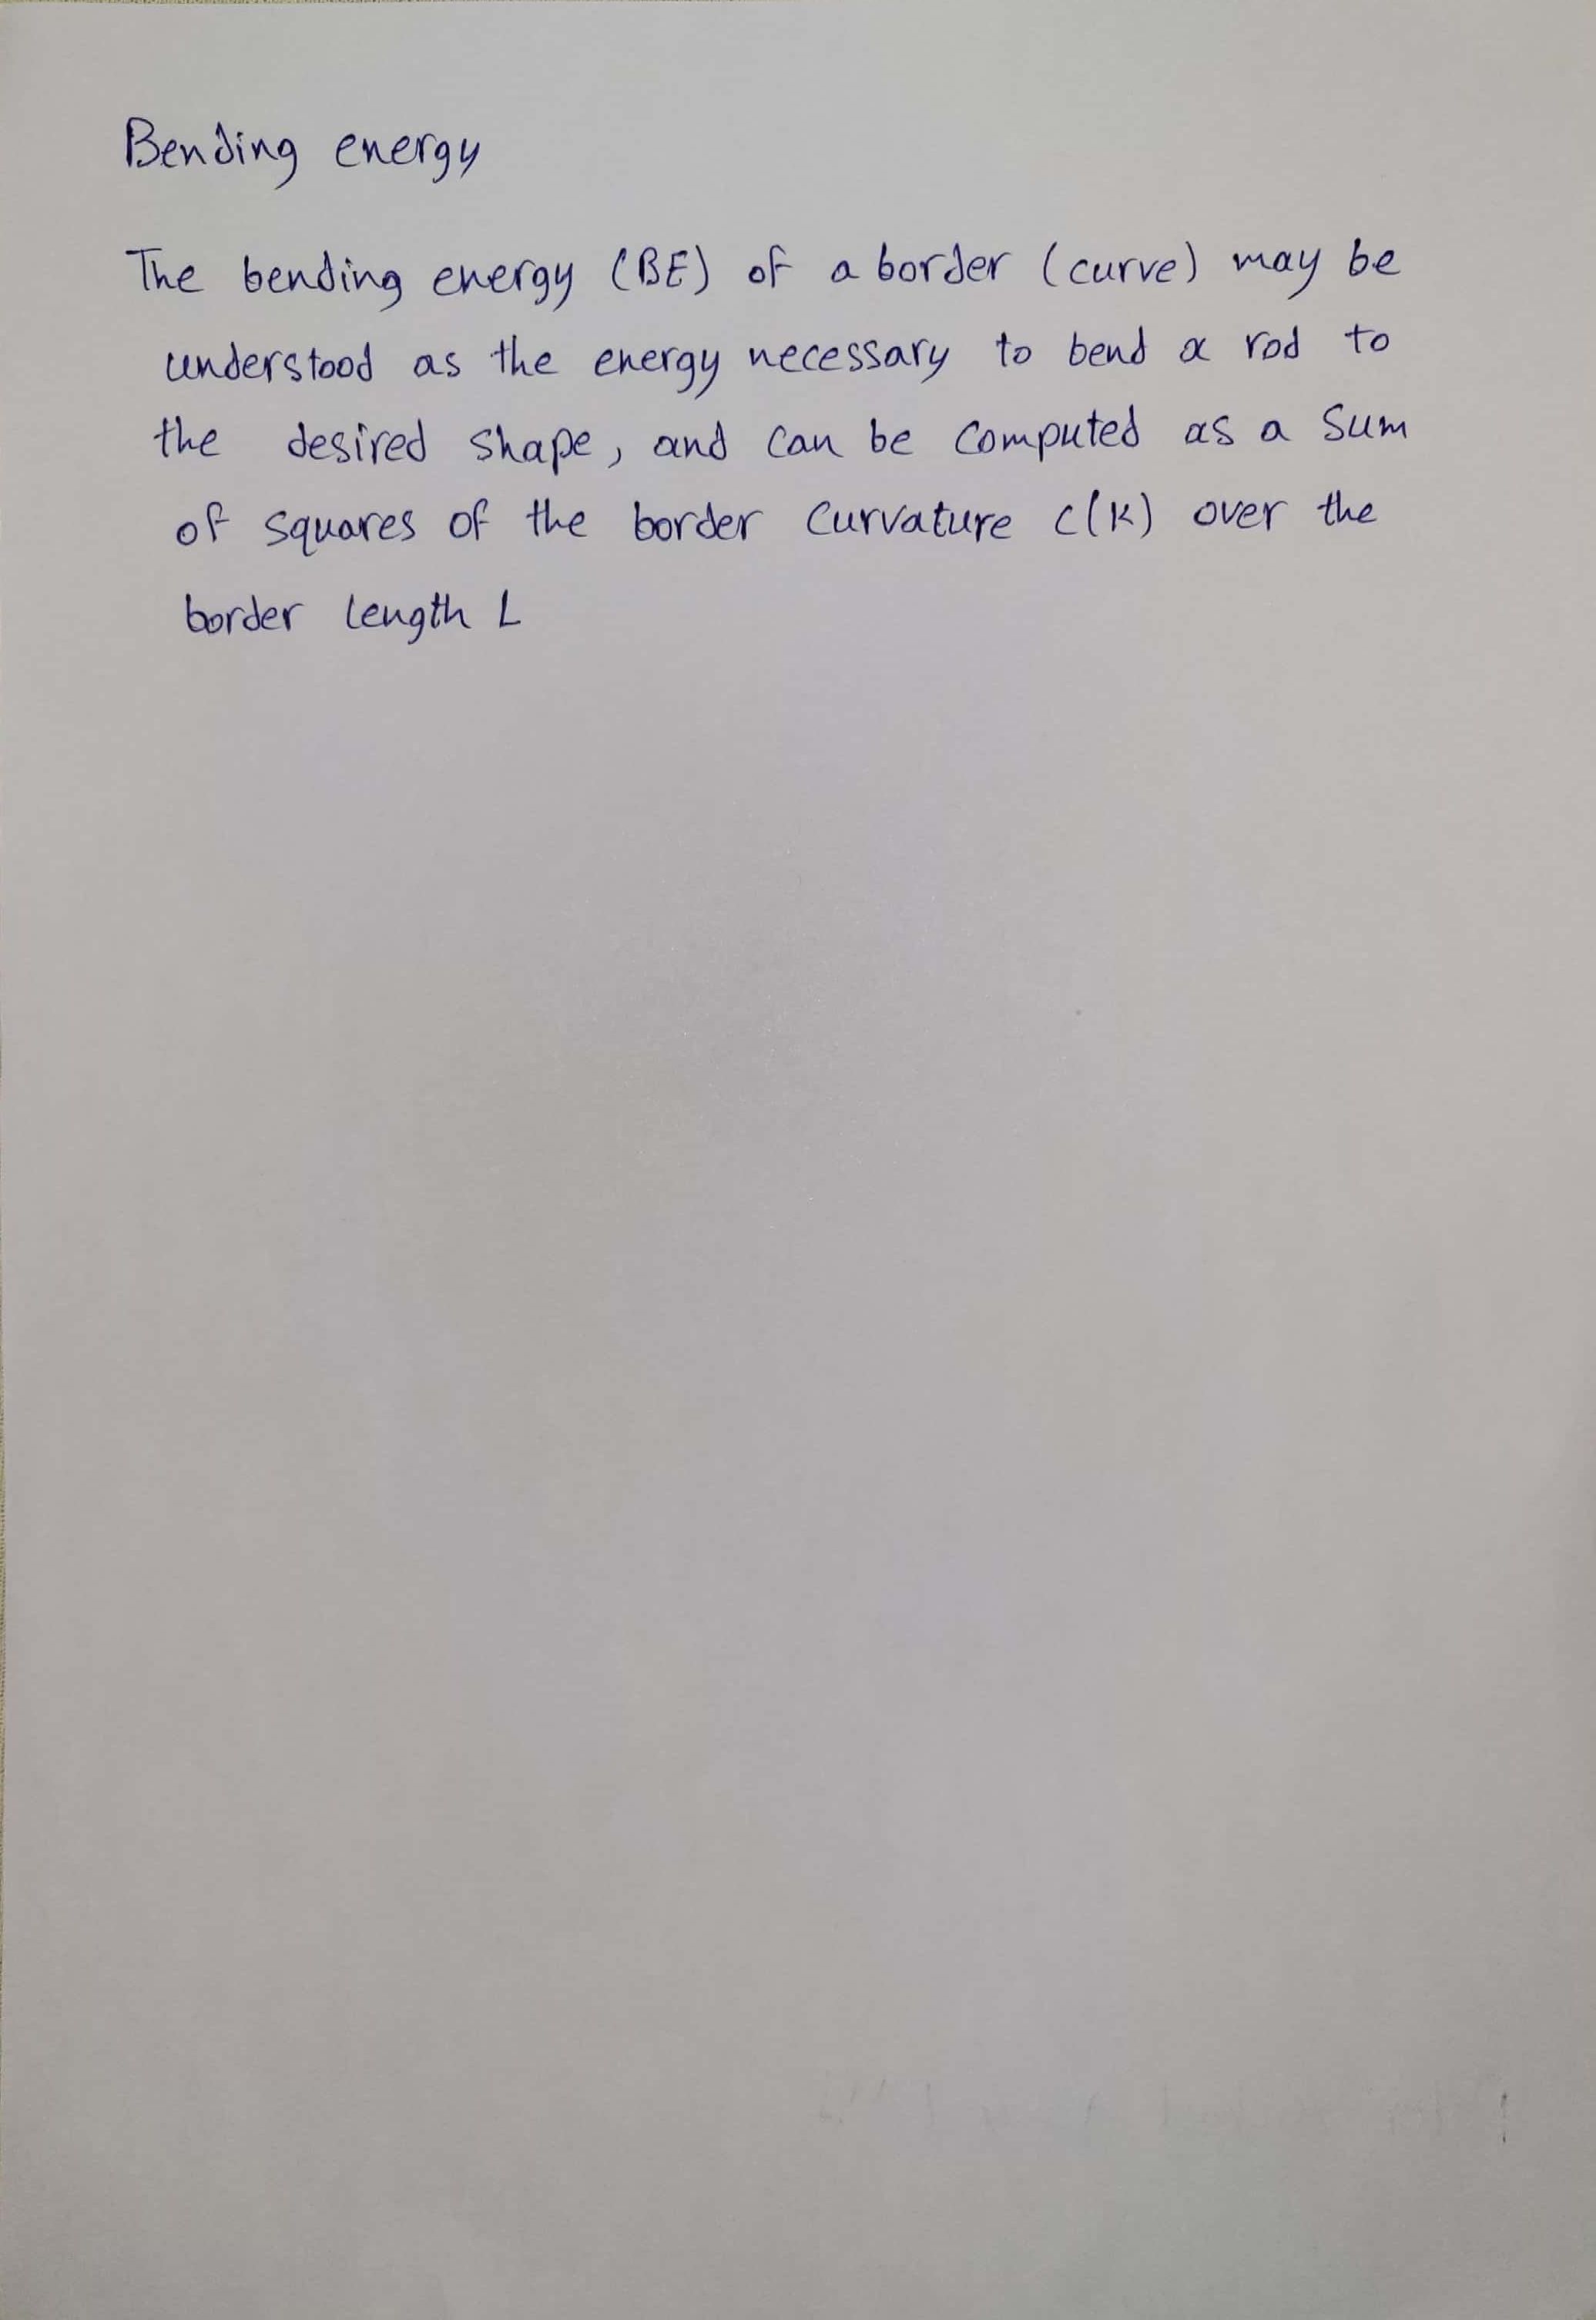 Bending energy
The bending energy (BE) of a border (curve) may be
understood as the energy necessary to bend a rod to
the desired shape, and can be computed as a sum
of squares of the border curvature c(k) over the
border length L